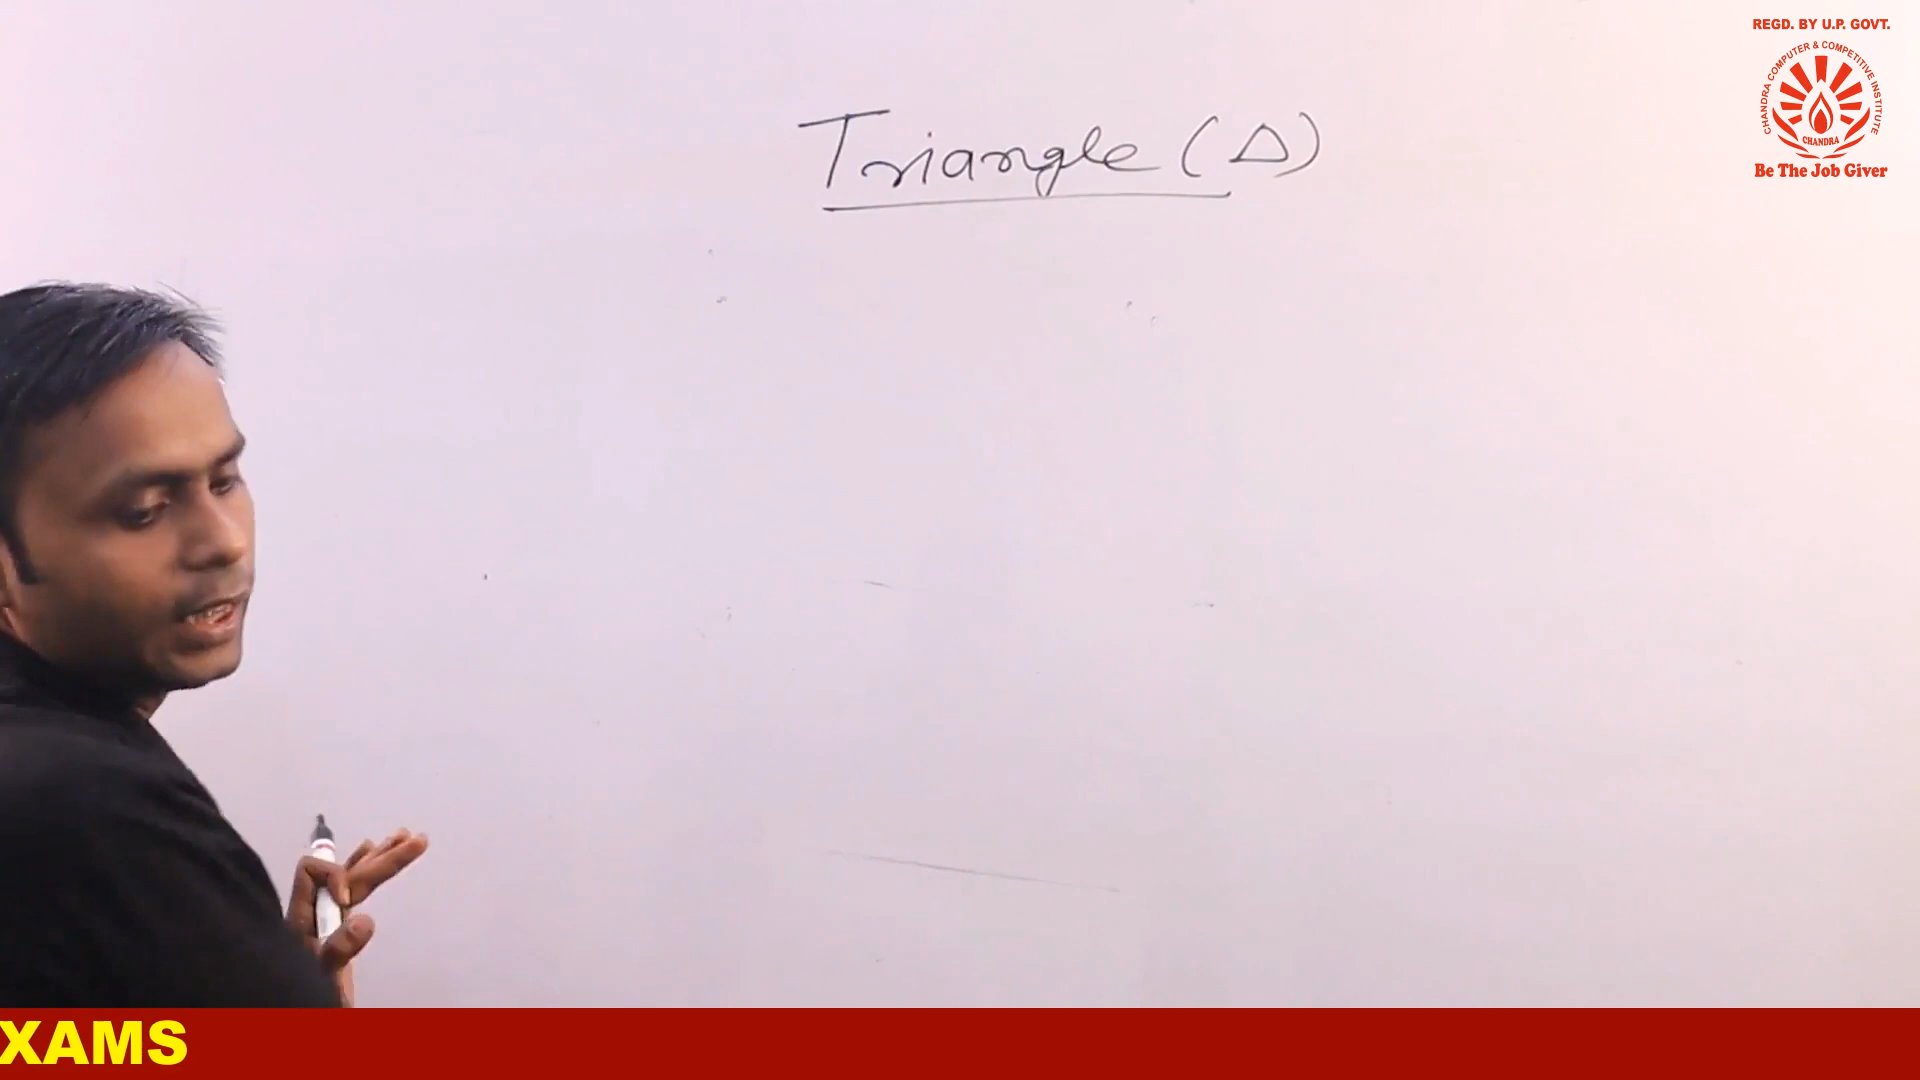 REGD. BY U.P. GOVT.
CHANDRA COMPUTER & COMPETITIVE INSTITUTE
CHANDRA
Be The Job Giver
Triangle (Δ)
XAMS